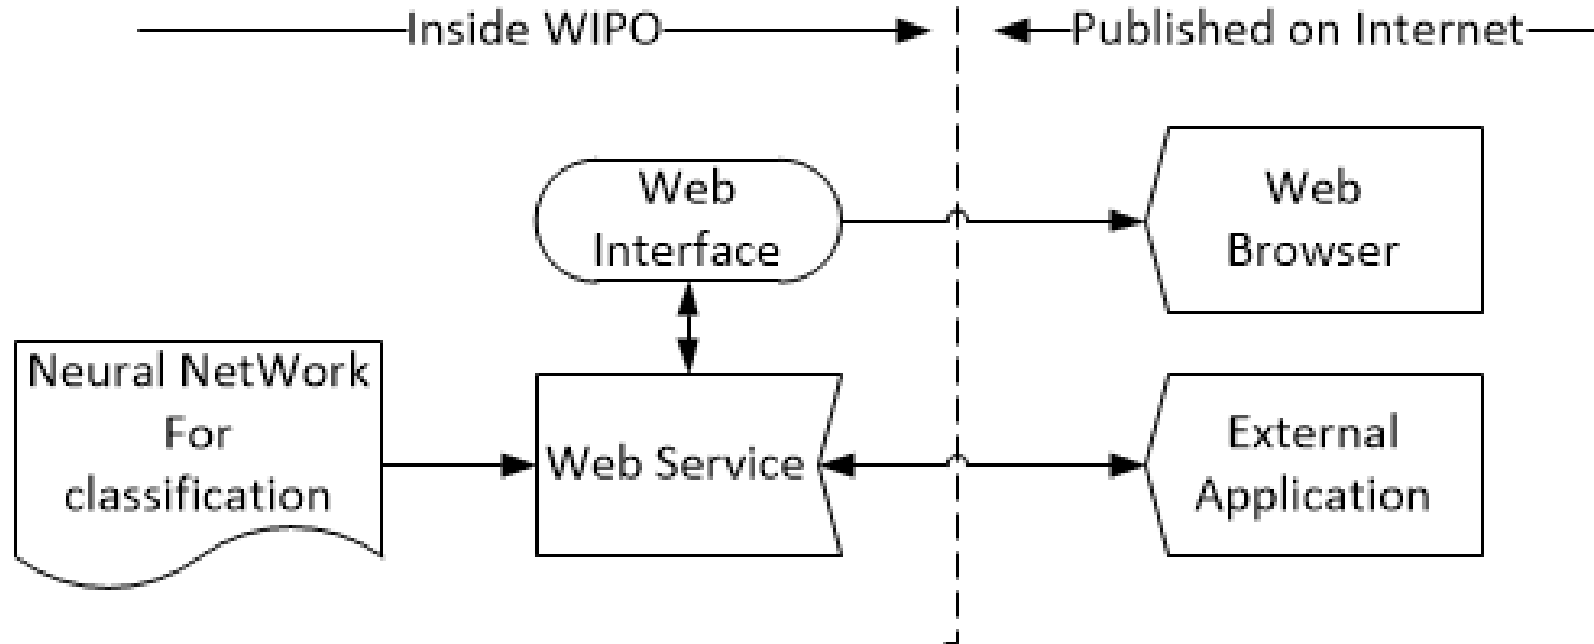 Inside WIPO
Published on Internet
Web
Interface
Web
Browser
Neural NetWork
For
classification
Web Service
External
Application